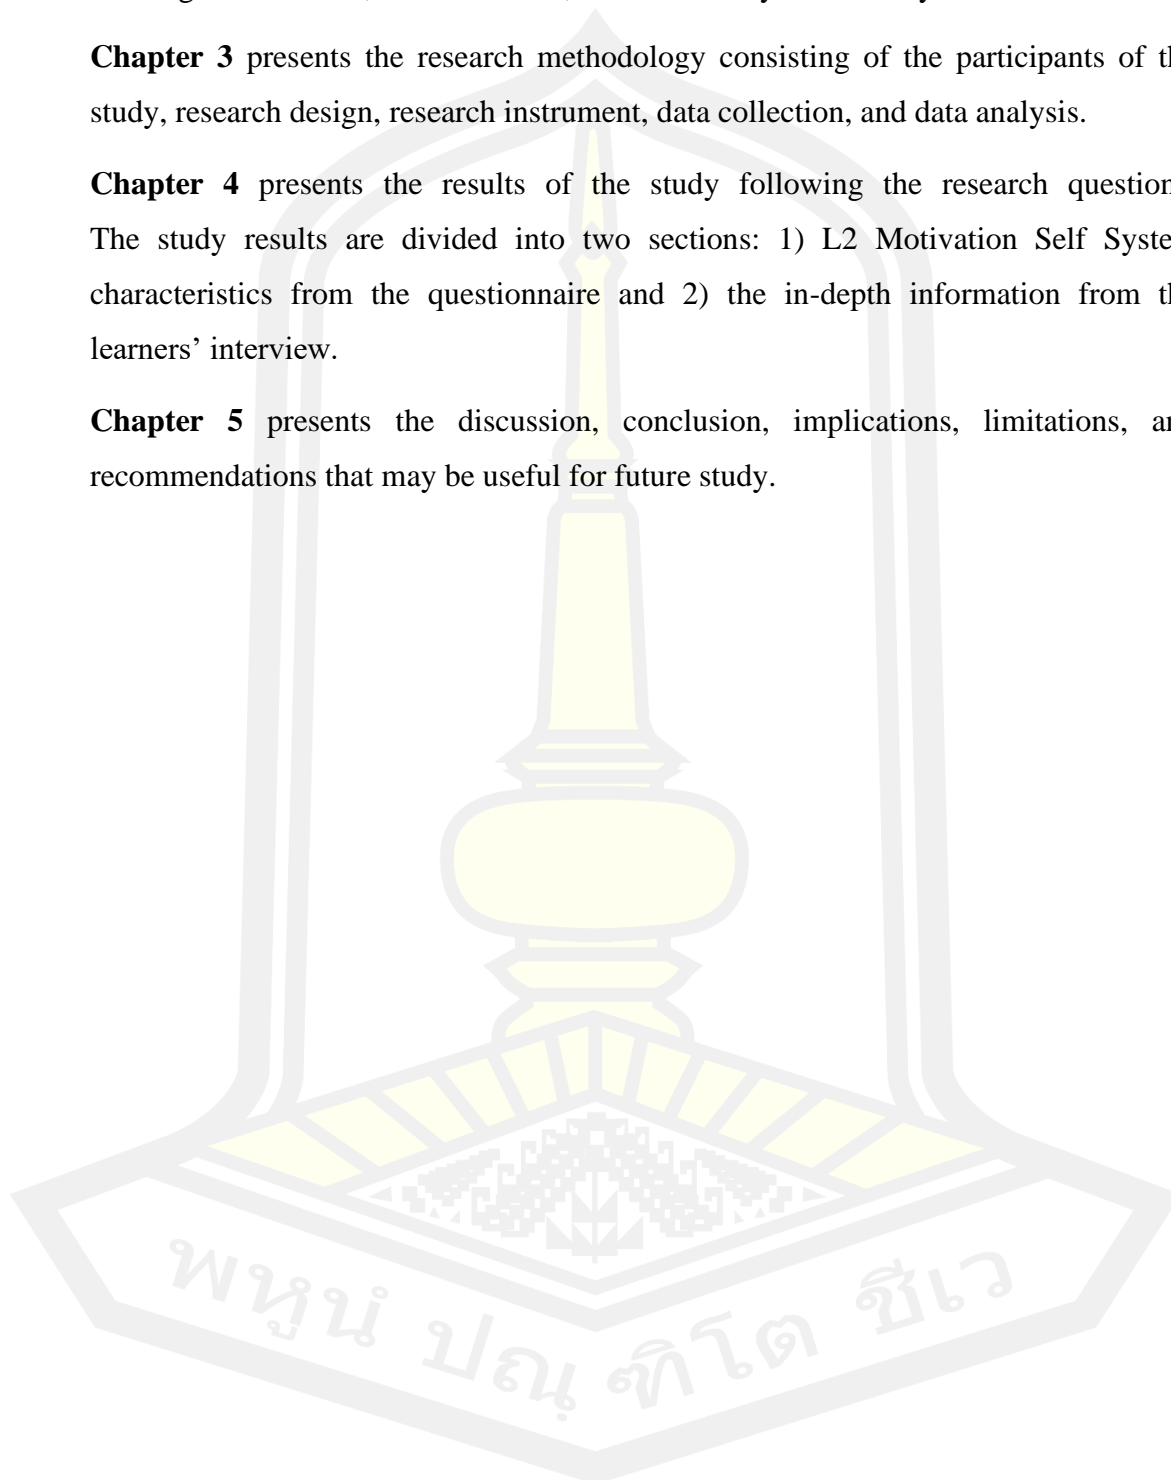 Chapter 3 presents the research methodology consisting of the participants of
study, research design, research instrument, data collection, and data analysis.
Chapter 4 presents the results of the study following the research question
The study results are divided into two sections: 1) L2 Motivation Self Syste
characteristics from the questionnaire and 2) the in-depth information from
learners’ interview.
Chapter 5 presents the discussion, conclusion, implications, limitations,
recommendations that may be useful for future study.
พหูนํ ปณฺฑิโต ชีเว